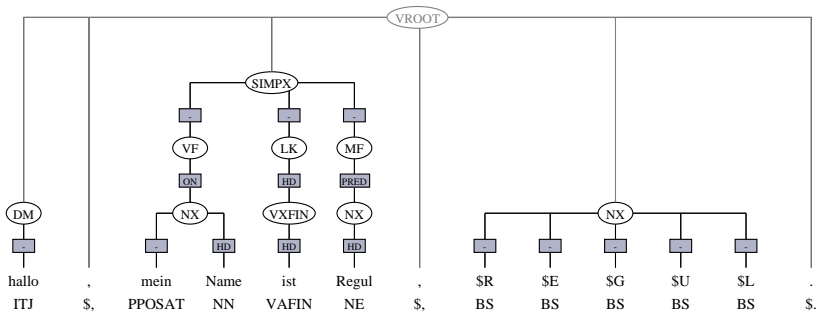 VROOT
SIMPX
- - -
VF LK MF
ON HD PRED
DM NX VXFIN NX NX
- - HD HD HD - - - - -
hallo , mein Name ist Regul , $R $E $G $U $L .
ITJ $, PPOSAT NN VAFIN NE $, BS BS BS BS BS $.